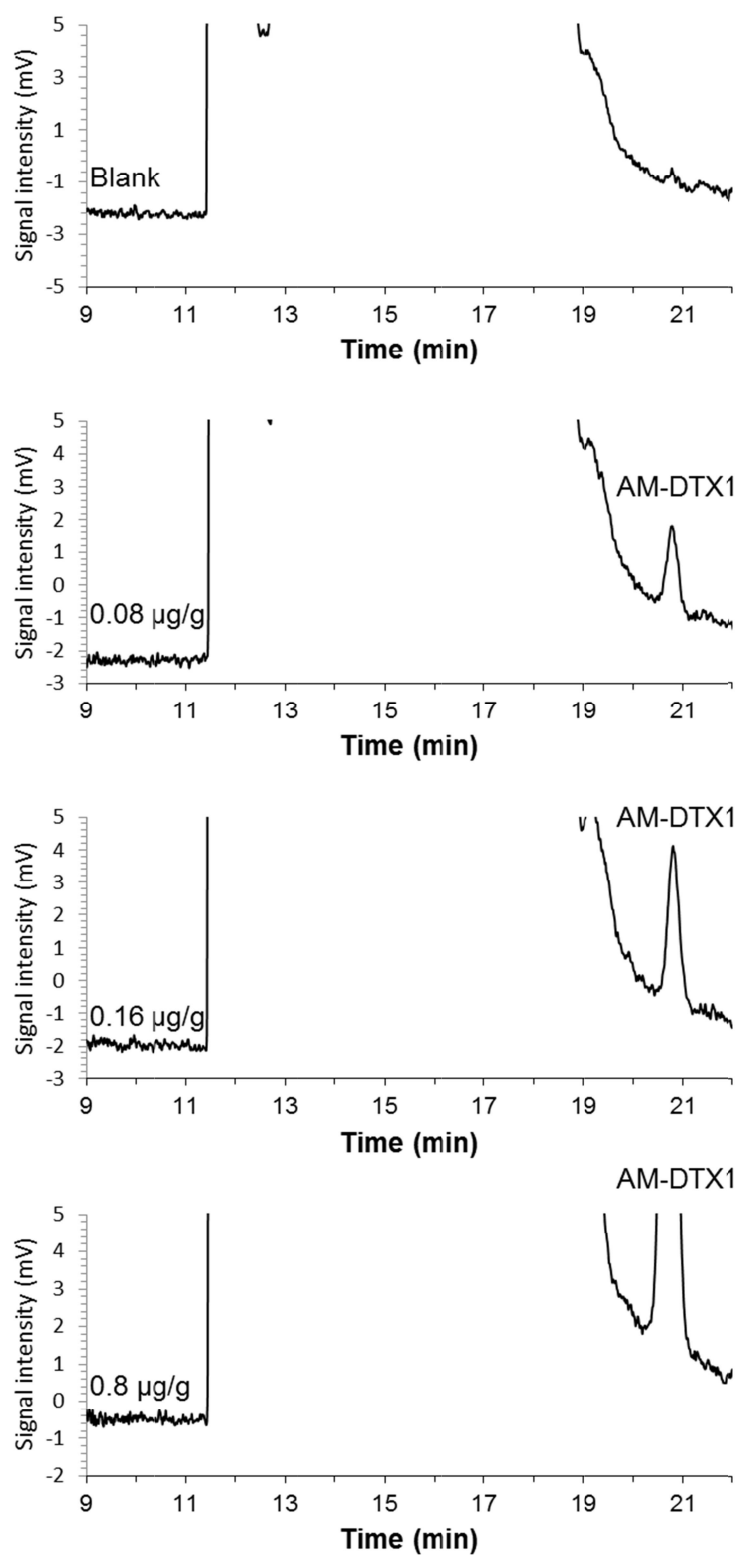 Signal intensity (mV)
5
3
1
-1
-3
-5
Blank
9 11 13 15 17 19 21
Time (min)
Signal intensity (mV)
5
4
3
2
1
0
-1
-2
-3
AM-DTX1
0.08 µg/g
9 11 13 15 17 19 21
Time (min)
Signal intensity (mV)
5
4
3
2
1
0
-1
-2
-3
AM-DTX1
0.16 µg/g
9 11 13 15 17 19 21
Time (min)
AM-DTX1
Signal intensity (mV)
5
4
3
2
1
0
-1
-2
0.8 µg/g
9 11 13 15 17 19 21
Time (min)